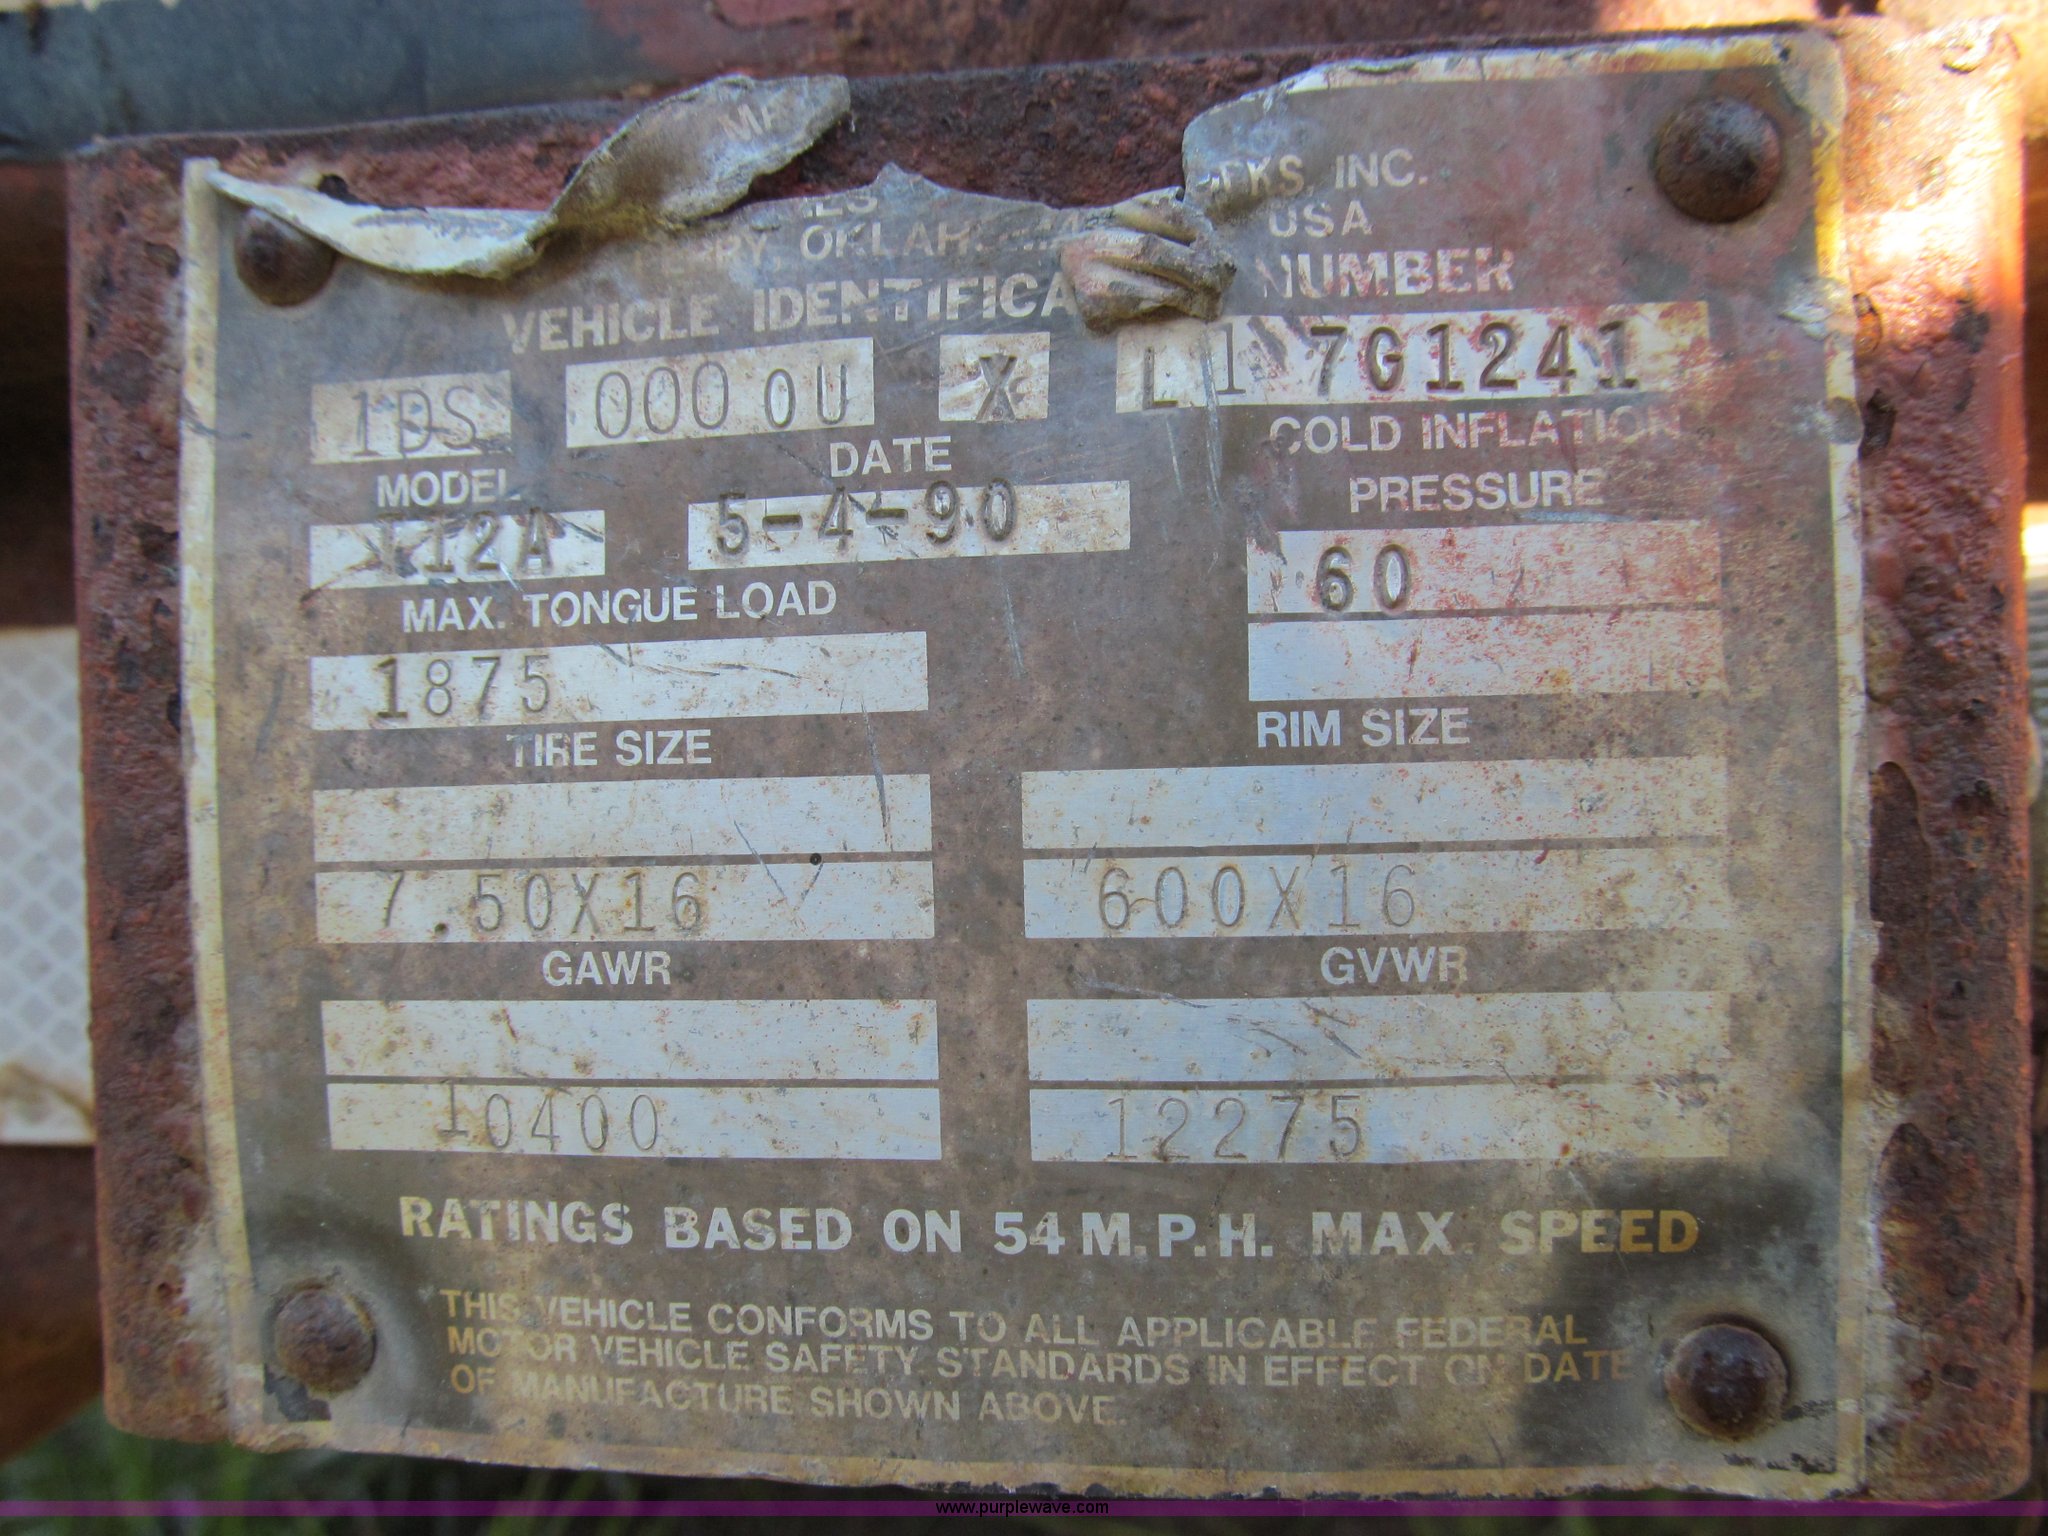 INC.
OKLAH
USA
VEHICLE IDENTIFICA NUMBER
1DS 000 0U X L 1 7G1241
MODEL DATE COLD INFLATION
PRESSURE
T12A 5-4-90 60
MAX. TONGUE LOAD
1875
TIRE SIZE RIM SIZE
7.50X16 600X16
GAWR GVWR
10400 12275
RATINGS BASED ON 54 M.P.H. MAX. SPEED
THIS VEHICLE CONFORMS TO ALL APPLICABLE FEDERAL
MOTOR VEHICLE SAFETY STANDARDS IN EFFECT ON DATE
OF MANUFACTURE SHOWN ABOVE.
www.purplewave.com